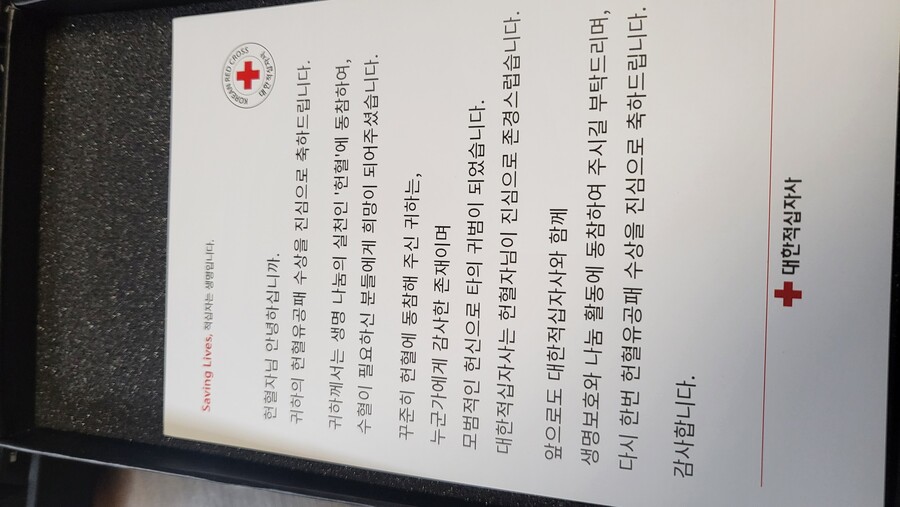 Saving Lives, 적십자는 생명입니다.
KOREAN RED CROSS
대한적십자사
헌혈자님 안녕하십니까.
귀하의 헌혈유공패 수상을 진심으로 축하드립니다.
귀하께서는 생명 나눔의 실천인 '헌혈'에 동참하여,
수혈이 필요하신 분들에게 희망이 되어주셨습니다.
꾸준히 헌혈에 동참해 주신 귀하는,
누군가에게 감사한 존재이며
모범적인 헌신으로 타의 귀범이 되었습니다.
대한적십자사는 헌혈자님이 진심으로 존경스럽습니다.
앞으로도 대한적십자사와 함께
생명보호와 나눔 활동에 동참하여 주시길 부탁드리며,
다시 한번 헌혈유공패 수상을 진심으로 축하드립니다.
감사합니다.
대한적십자사